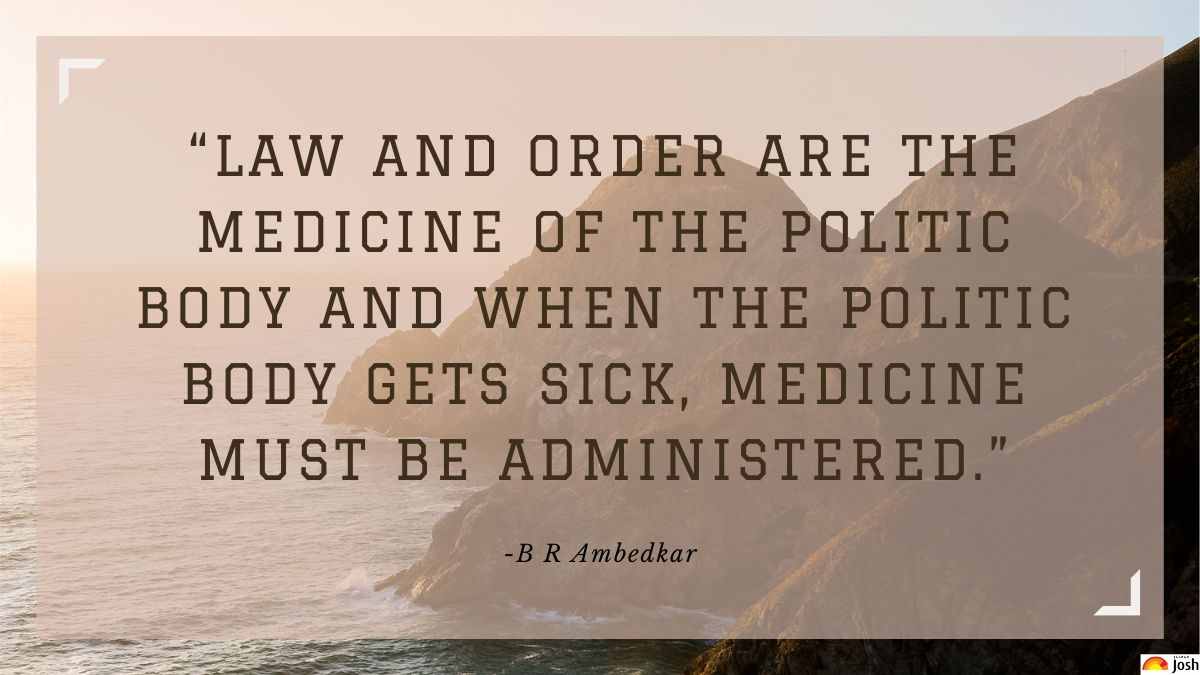 “LAW AND ORDER ARE THE
MEDICINE OF THE POLITIC
BODY AND WHEN THE POLITIC
BODY GETS SICK, MEDICINE
MUST BE ADMINISTERED.”
-B R Ambedkar
Josh